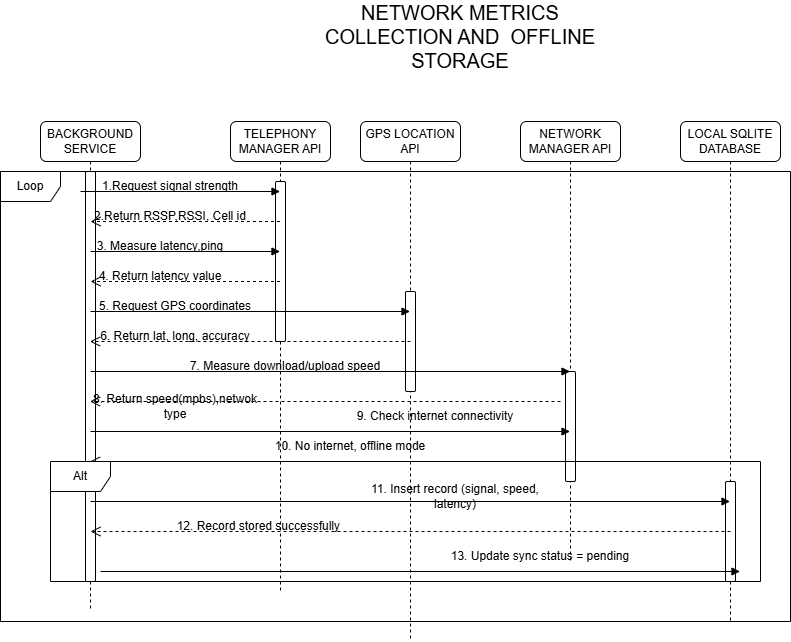 NETWORK METRICS
COLLECTION AND OFFLINE
STORAGE
BACKGROUND
SERVICE
TELEPHONY
MANAGER API
GPS LOCATION
API
NETWORK
MANAGER API
LOCAL SQLITE
DATABASE
Loop
1.Request signal strength
2.Return RSSP,RSSI, Cell id
3. Measure latency,ping
4. Return latency value
5. Request GPS coordinates
6. Return lat, long, accuracy
7. Measure download/upload speed
8. Return speed(mpbs),netwok
type
9. Check internet connectivity
10. No internet, offline mode
Alt
11. Insert record (signal, speed,
latency)
12. Record stored successfully
13. Update sync status = pending